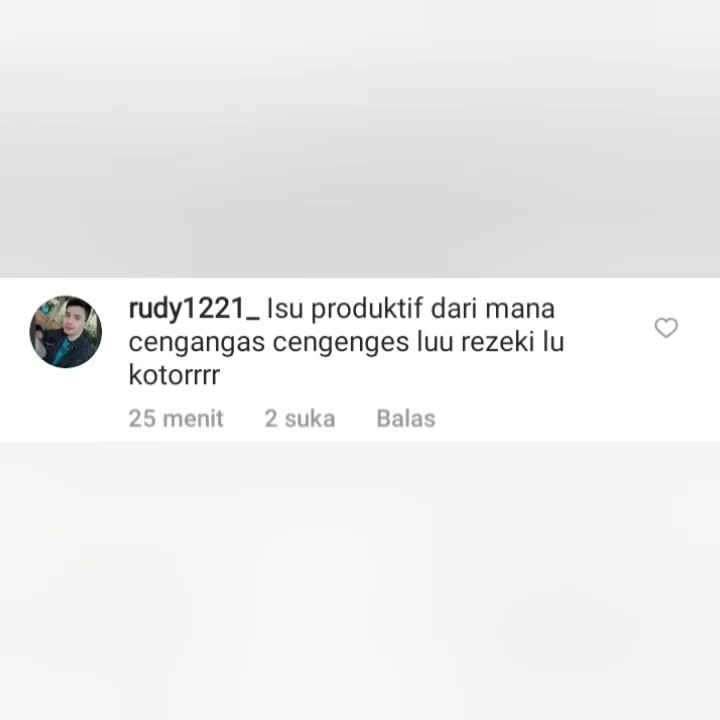 rudy1221_ Isu produktif dari mana
cengangas cengenges luu rezeki lu
kotorrrr
25 menit 2 suka Balas